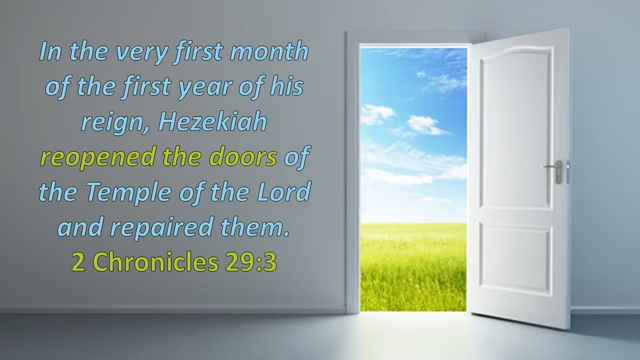 In the very first month
of the first year of his
reign, Hezekiah
reopened the doors of
the Temple of the Lord
and repaired them.
2 Chronicles 29:3